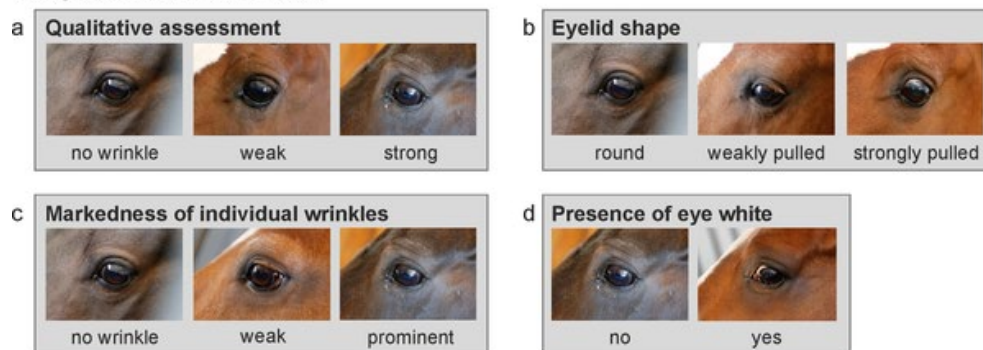 a Qualitative assessment
no wrinkle weak strong
b Eyelid shape
round weakly pulled strongly pulled
c Markedness of individual wrinkles
no wrinkle weak prominent
d Presence of eye white
no yes